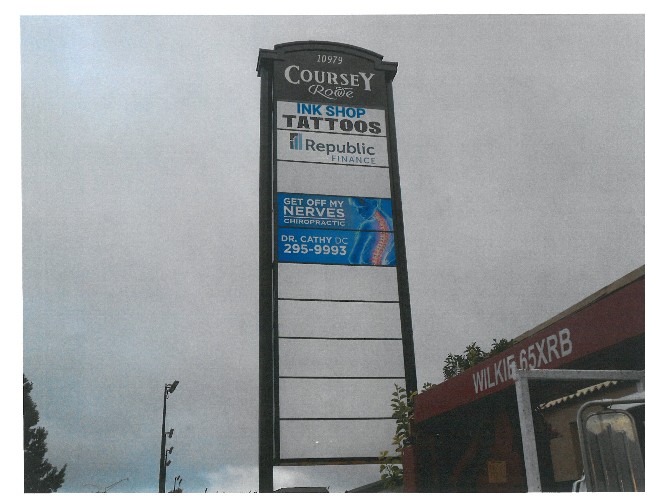 10979
COURSEY
Rowe
INK SHOP
TATTOOS
Republic
FINANCE
GET OFF MY
NERVES
CHIROPRACTIC
DR. CATHY DC
295-9993
WILKIE 65XRB